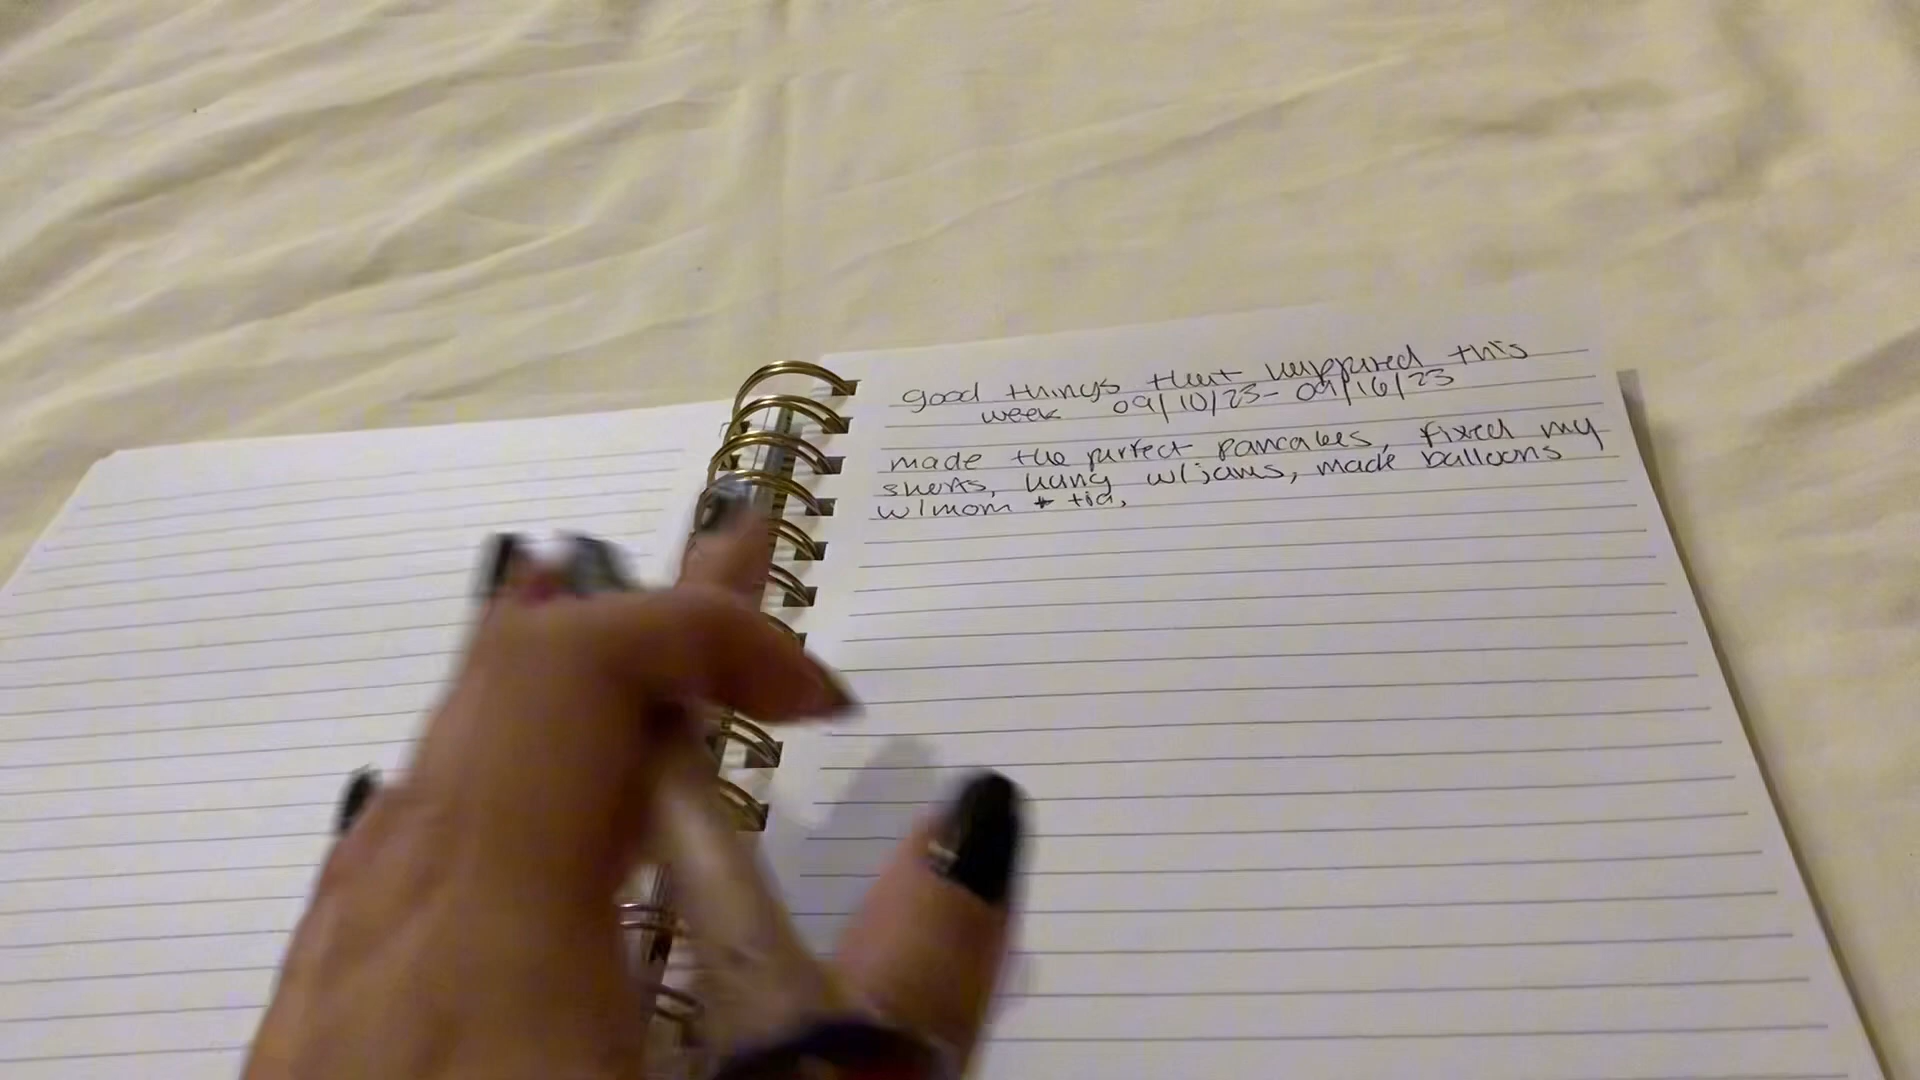 good things that happened this
week 09/10/23 - 09/16/23
made the perfect pancakes, fixed my
shorts, hung w/jaws, made balloons
w/mom + tia.